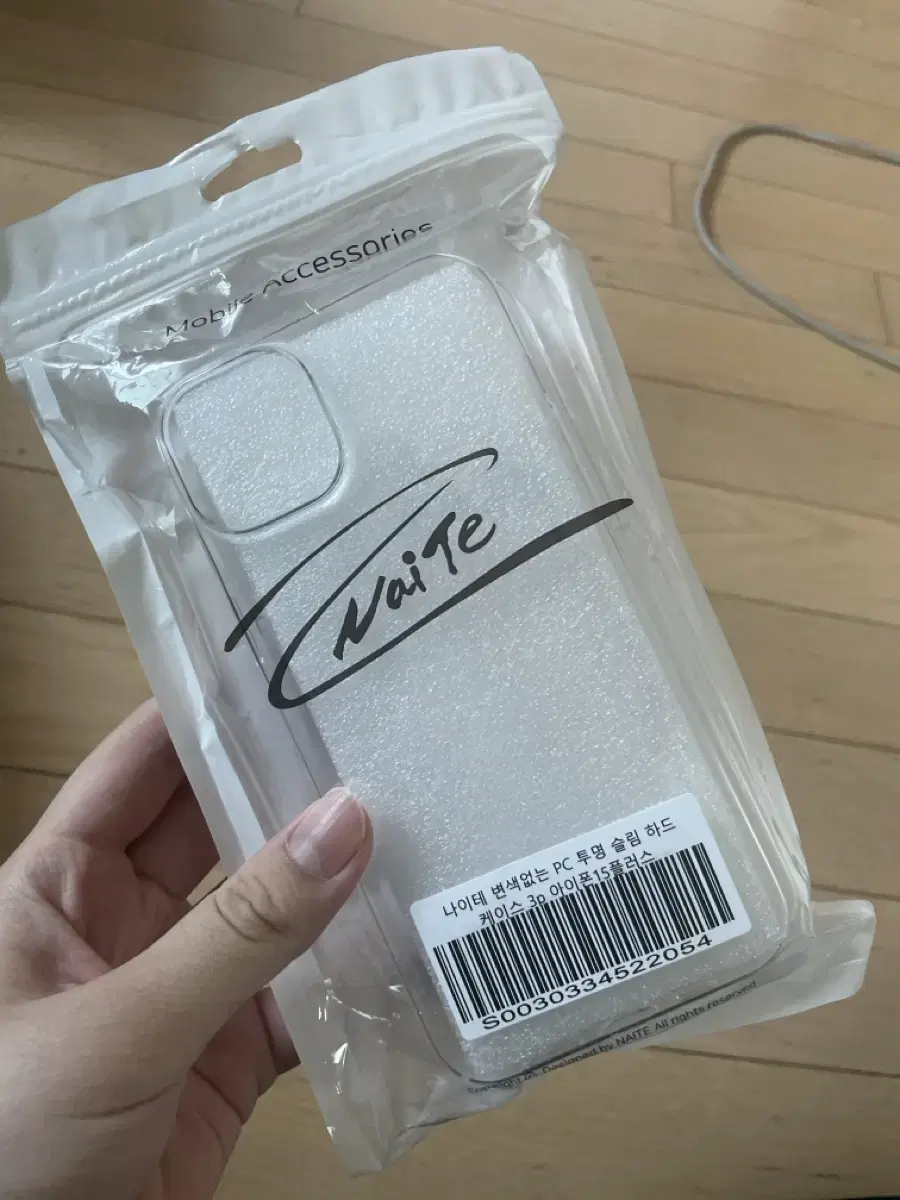 Mobile Accessories
NaiTe
나이테 변색없는 PC 투명 슬림 하드
케이스 3p 아이폰15플러스
S0030334522054
Copyright ⓒ. Designed by NAITE All rights reserved